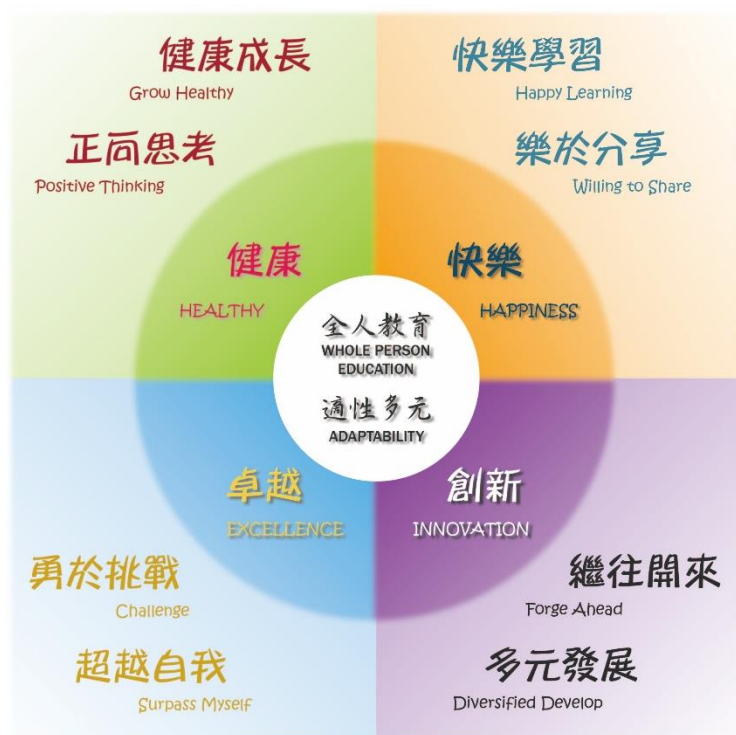 健康成長
Grow Healthy
正向思考
Positive Thinking
健康
HEALTHY
快樂學習
Happy Learning
樂於分享
Willing to Share
快樂
HAPPINESS
全人教育
WHOLE PERSON
EDUCATION
適性多元
ADAPTABILITY
卓越
EXCELLENCE
勇於挑戰
Challenge
超越自我
Surpass Myself
創新
INNOVATION
繼往開來
Forge Ahead
多元發展
Diversified Develop